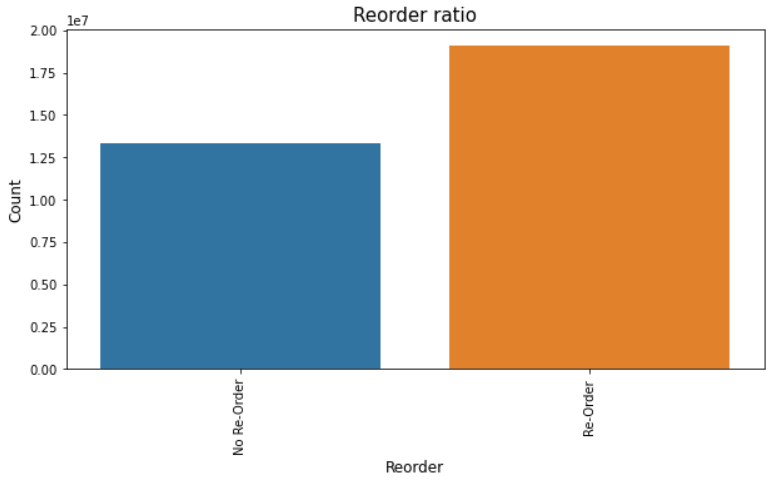 Reorder ratio
1e7
2.00
1.75
1.50
1.25
1.00
0.75
0.50
0.25
0.00
Count
No Re-Order
Re-Order
Reorder